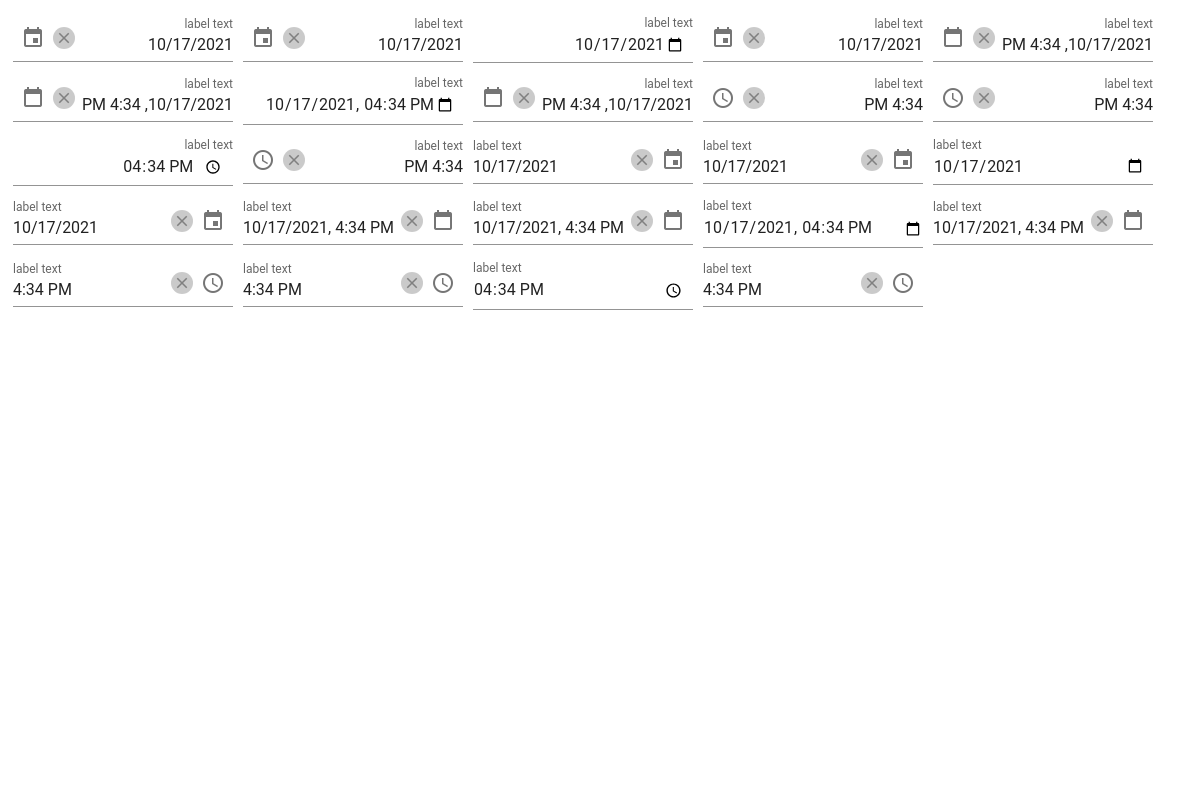 label text
label text
label text
label text
label text
10/17/2021
10/17/2021
10/17/2021
10/17/2021
PM 4:34 ,10/17/2021
label text
label text
label text
label text
label text
PM 4:34 ,10/17/2021
10/17/2021, 04:34 PM
PM 4:34 ,10/17/2021
PM 4:34
PM 4:34
label text
label text
label text
label text
label text
04:34 PM
PM 4:34
10/17/2021
10/17/2021
10/17/2021
label text
label text
label text
label text
label text
10/17/2021
10/17/2021, 4:34 PM
10/17/2021, 4:34 PM
10/17/2021, 04:34 PM
10/17/2021, 4:34 PM
label text
label text
label text
label text
4:34 PM
4:34 PM
04:34 PM
4:34 PM